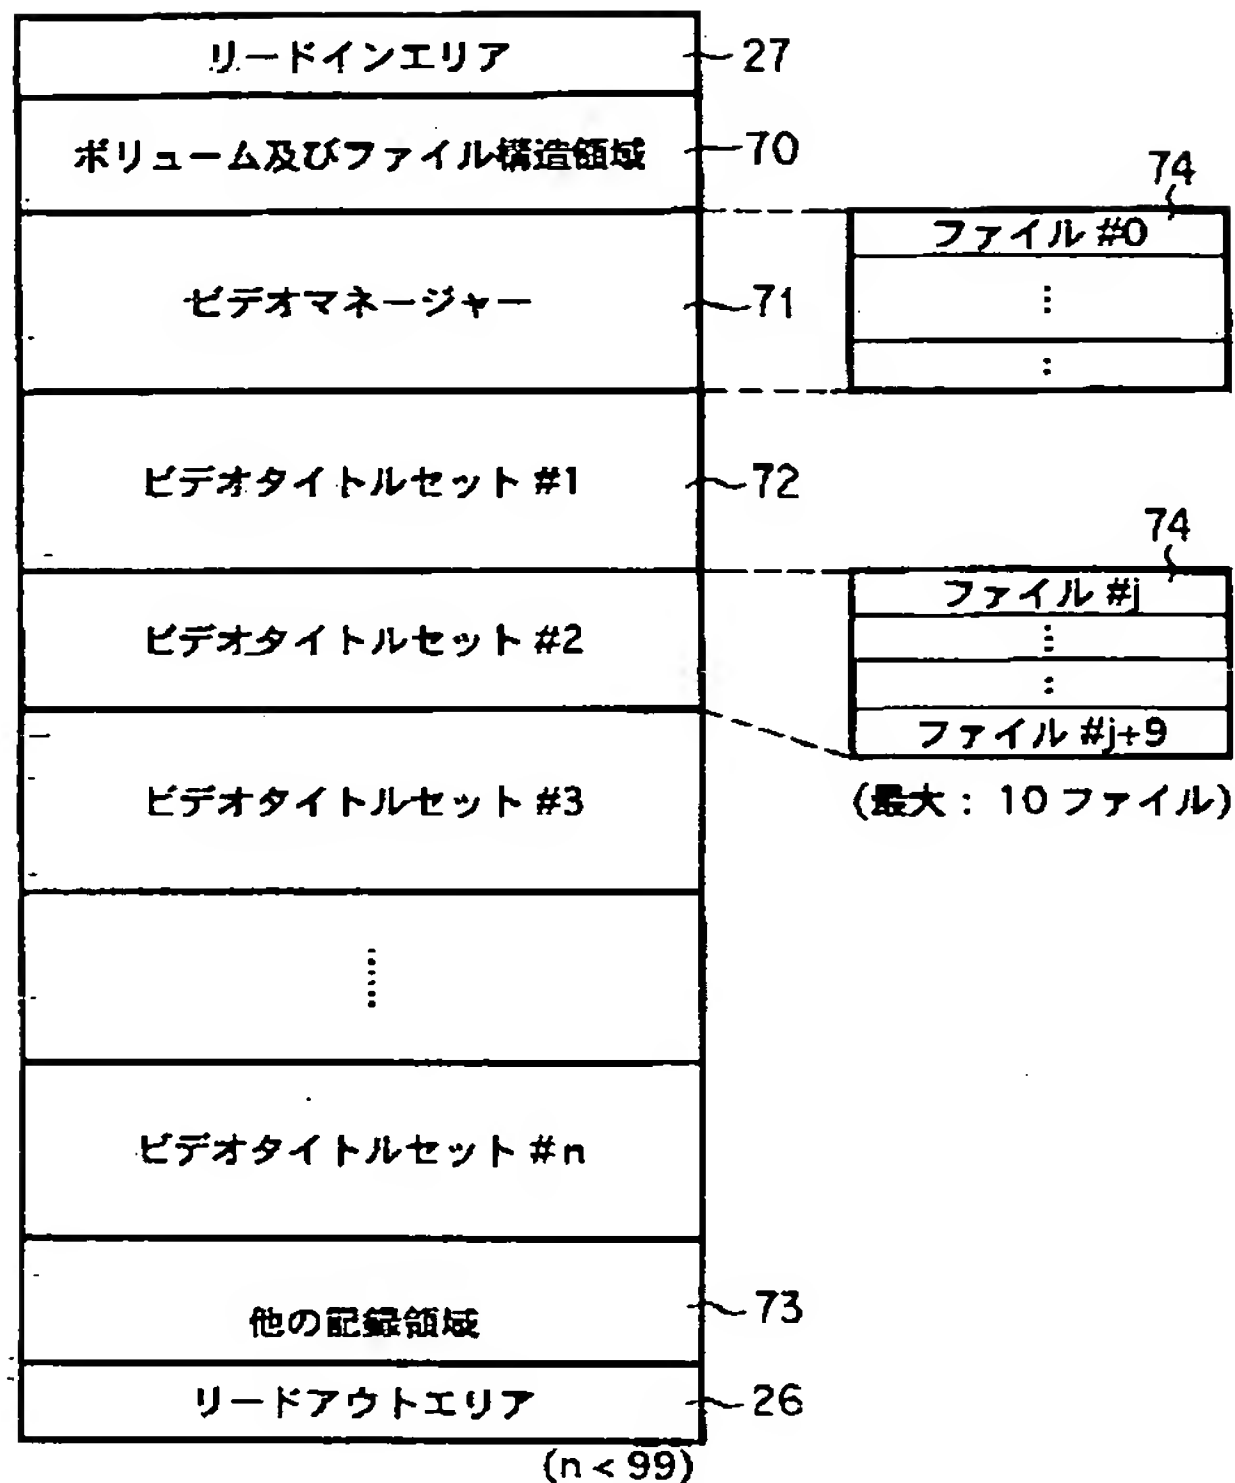 リードインエリア
27
ボリューム及びファイル構造領域
70
ビデオマネージャー
71
74
ファイル #0
⋮
:
ビデオタイトルセット #1
72
ビデオタイトルセット #2
74
ファイル #j
⋮
:
ファイル #j+9
(最大 : 10 ファイル)
ビデオタイトルセット #3
⋮
ビデオタイトルセット #n
他の記録領域
73
リードアウトエリア
26
(n < 99)